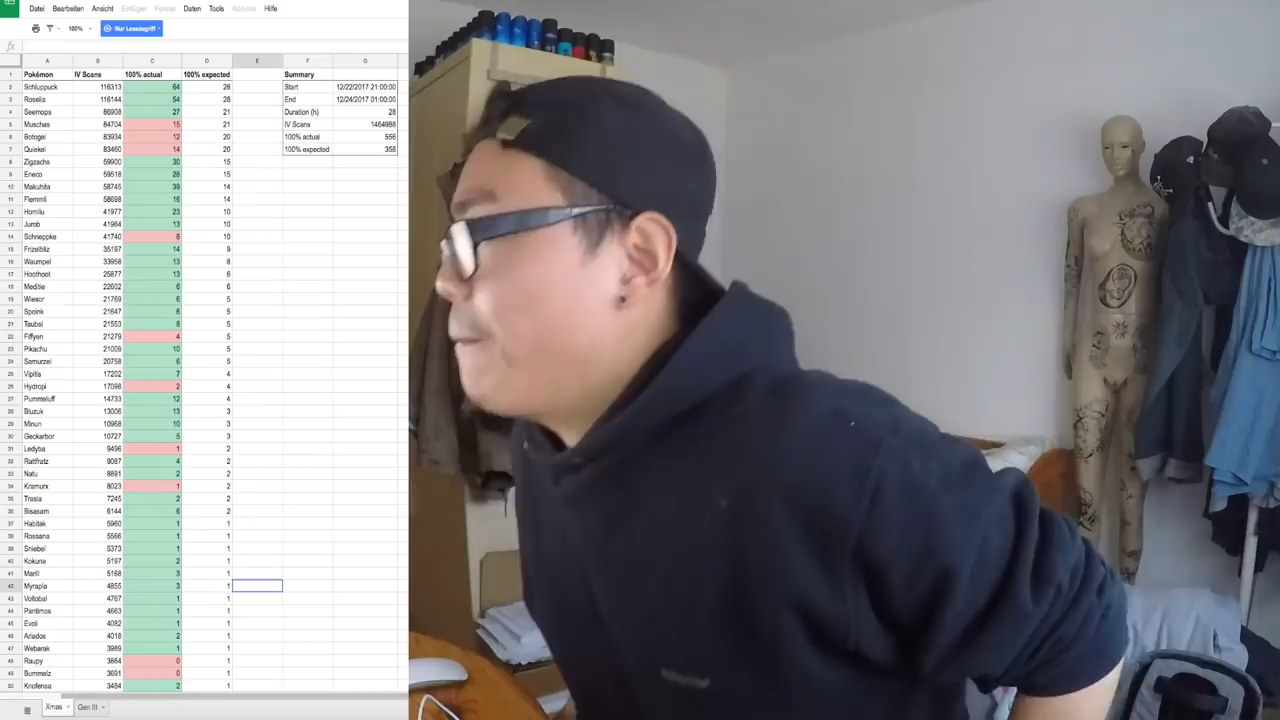 Datei Bearbeiten Ansicht Einfügen Format Daten Tools Add-ons Hilfe
100% Nur Lesezugriff
fx
A B C D E F G
1 Pokémon IV Scans 100% actual 100% expected Summary
2 Schluppuck 116313 64 28 Start 12/22/2017 21:00:00
3 Roselia 116144 54 28 End 12/24/2017 01:00:00
4 Seemops 86908 27 21 Duration (h) 28
5 Muschas 84704 15 21 IV Scans 1464988
6 Botogel 83934 12 20 100% actual 556
7 Quiekel 83460 14 20 100% expected 358
8 Zigzachs 59900 30 15
9 Eneco 59518 28 15
10 Makuhita 58745 39 14
11 Flemmli 58698 16 14
12 Hornliu 41977 23 10
13 Jurob 41964 13 10
14 Schneppke 41740 8 10
15 Frizelbliz 35197 14 9
16 Waumpel 33958 13 8
17 Hoothoot 25877 13 6
18 Meditie 22602 6 6
19 Wiesor 21769 6 5
20 Spoink 21647 6 5
21 Taubsi 21553 8 5
22 Fiffyen 21279 4 5
23 Pikachu 21009 10 5
24 Samurzel 20758 6 5
25 Vipitis 17202 7 4
26 Hydropi 17098 2 4
27 Pummeluff 14733 12 4
28 Bluzuk 13006 13 3
29 Minun 10968 10 3
30 Geckarbor 10727 5 3
31 Ledyba 9496 1 2
32 Rattfratz 9087 4 2
33 Natu 8891 2 2
34 Kramurx 8023 1 2
35 Trasla 7245 2 2
36 Bisasam 6144 6 2
37 Habitak 5960 1 1
38 Rossana 5566 1 1
39 Sniebel 5373 1 1
40 Kokuna 5197 2 1
41 Marill 5168 3 1
42 Myrapla 4855 3 1
43 Voltobal 4767 1 1
44 Pantimos 4663 1 1
45 Evoli 4082 1 1
46 Ariados 4018 2 1
47 Webarak 3989 1 1
48 Raupy 3864 0 1
49 Bummelz 3691 0 1
50 Knofensa 3484 2 1
Xmas Gen III